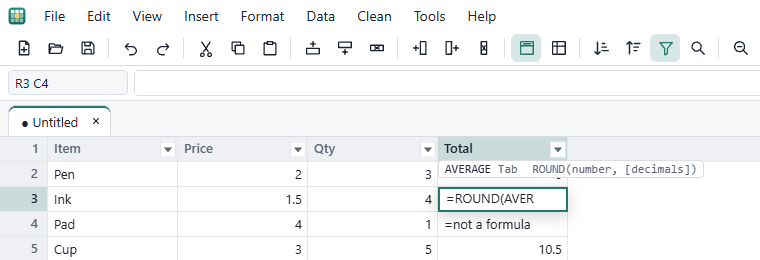 File Edit View Insert Format Data Clean Tools Help
R3 C4
● Untitled ×
1 Item Price Qty Total
2 Pen 2 3
AVERAGE Tab ROUND(number, [decimals])
3 Ink 1.5 4 =ROUND(AVER
4 Pad 4 1 =not a formula
5 Cup 3 5 10.5